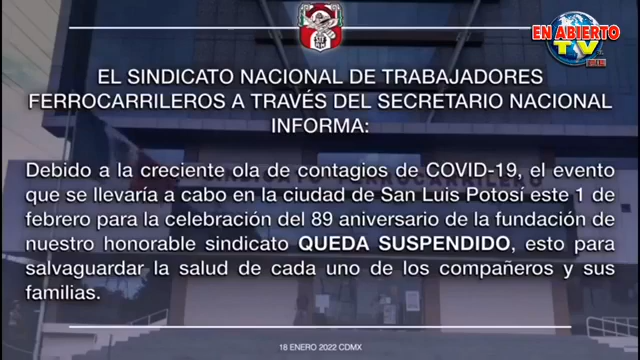 EN ABIERTO
TV
EL SINDICATO NACIONAL DE TRABAJADORES
FERROCARRILEROS A TRAVÉS DEL SECRETARIO NACIONAL
INFORMA:
Debido a la creciente ola de contagios de COVID-19, el evento
que se llevaría a cabo en la ciudad de San Luis Potosí este 1 de
febrero para la celebración del 89 aniversario de la fundación de
nuestro honorable sindicato QUEDA SUSPENDIDO, esto para
salvaguardar la salud de cada uno de los compañeros y sus
familias.
18 ENERO 2022 CDMX